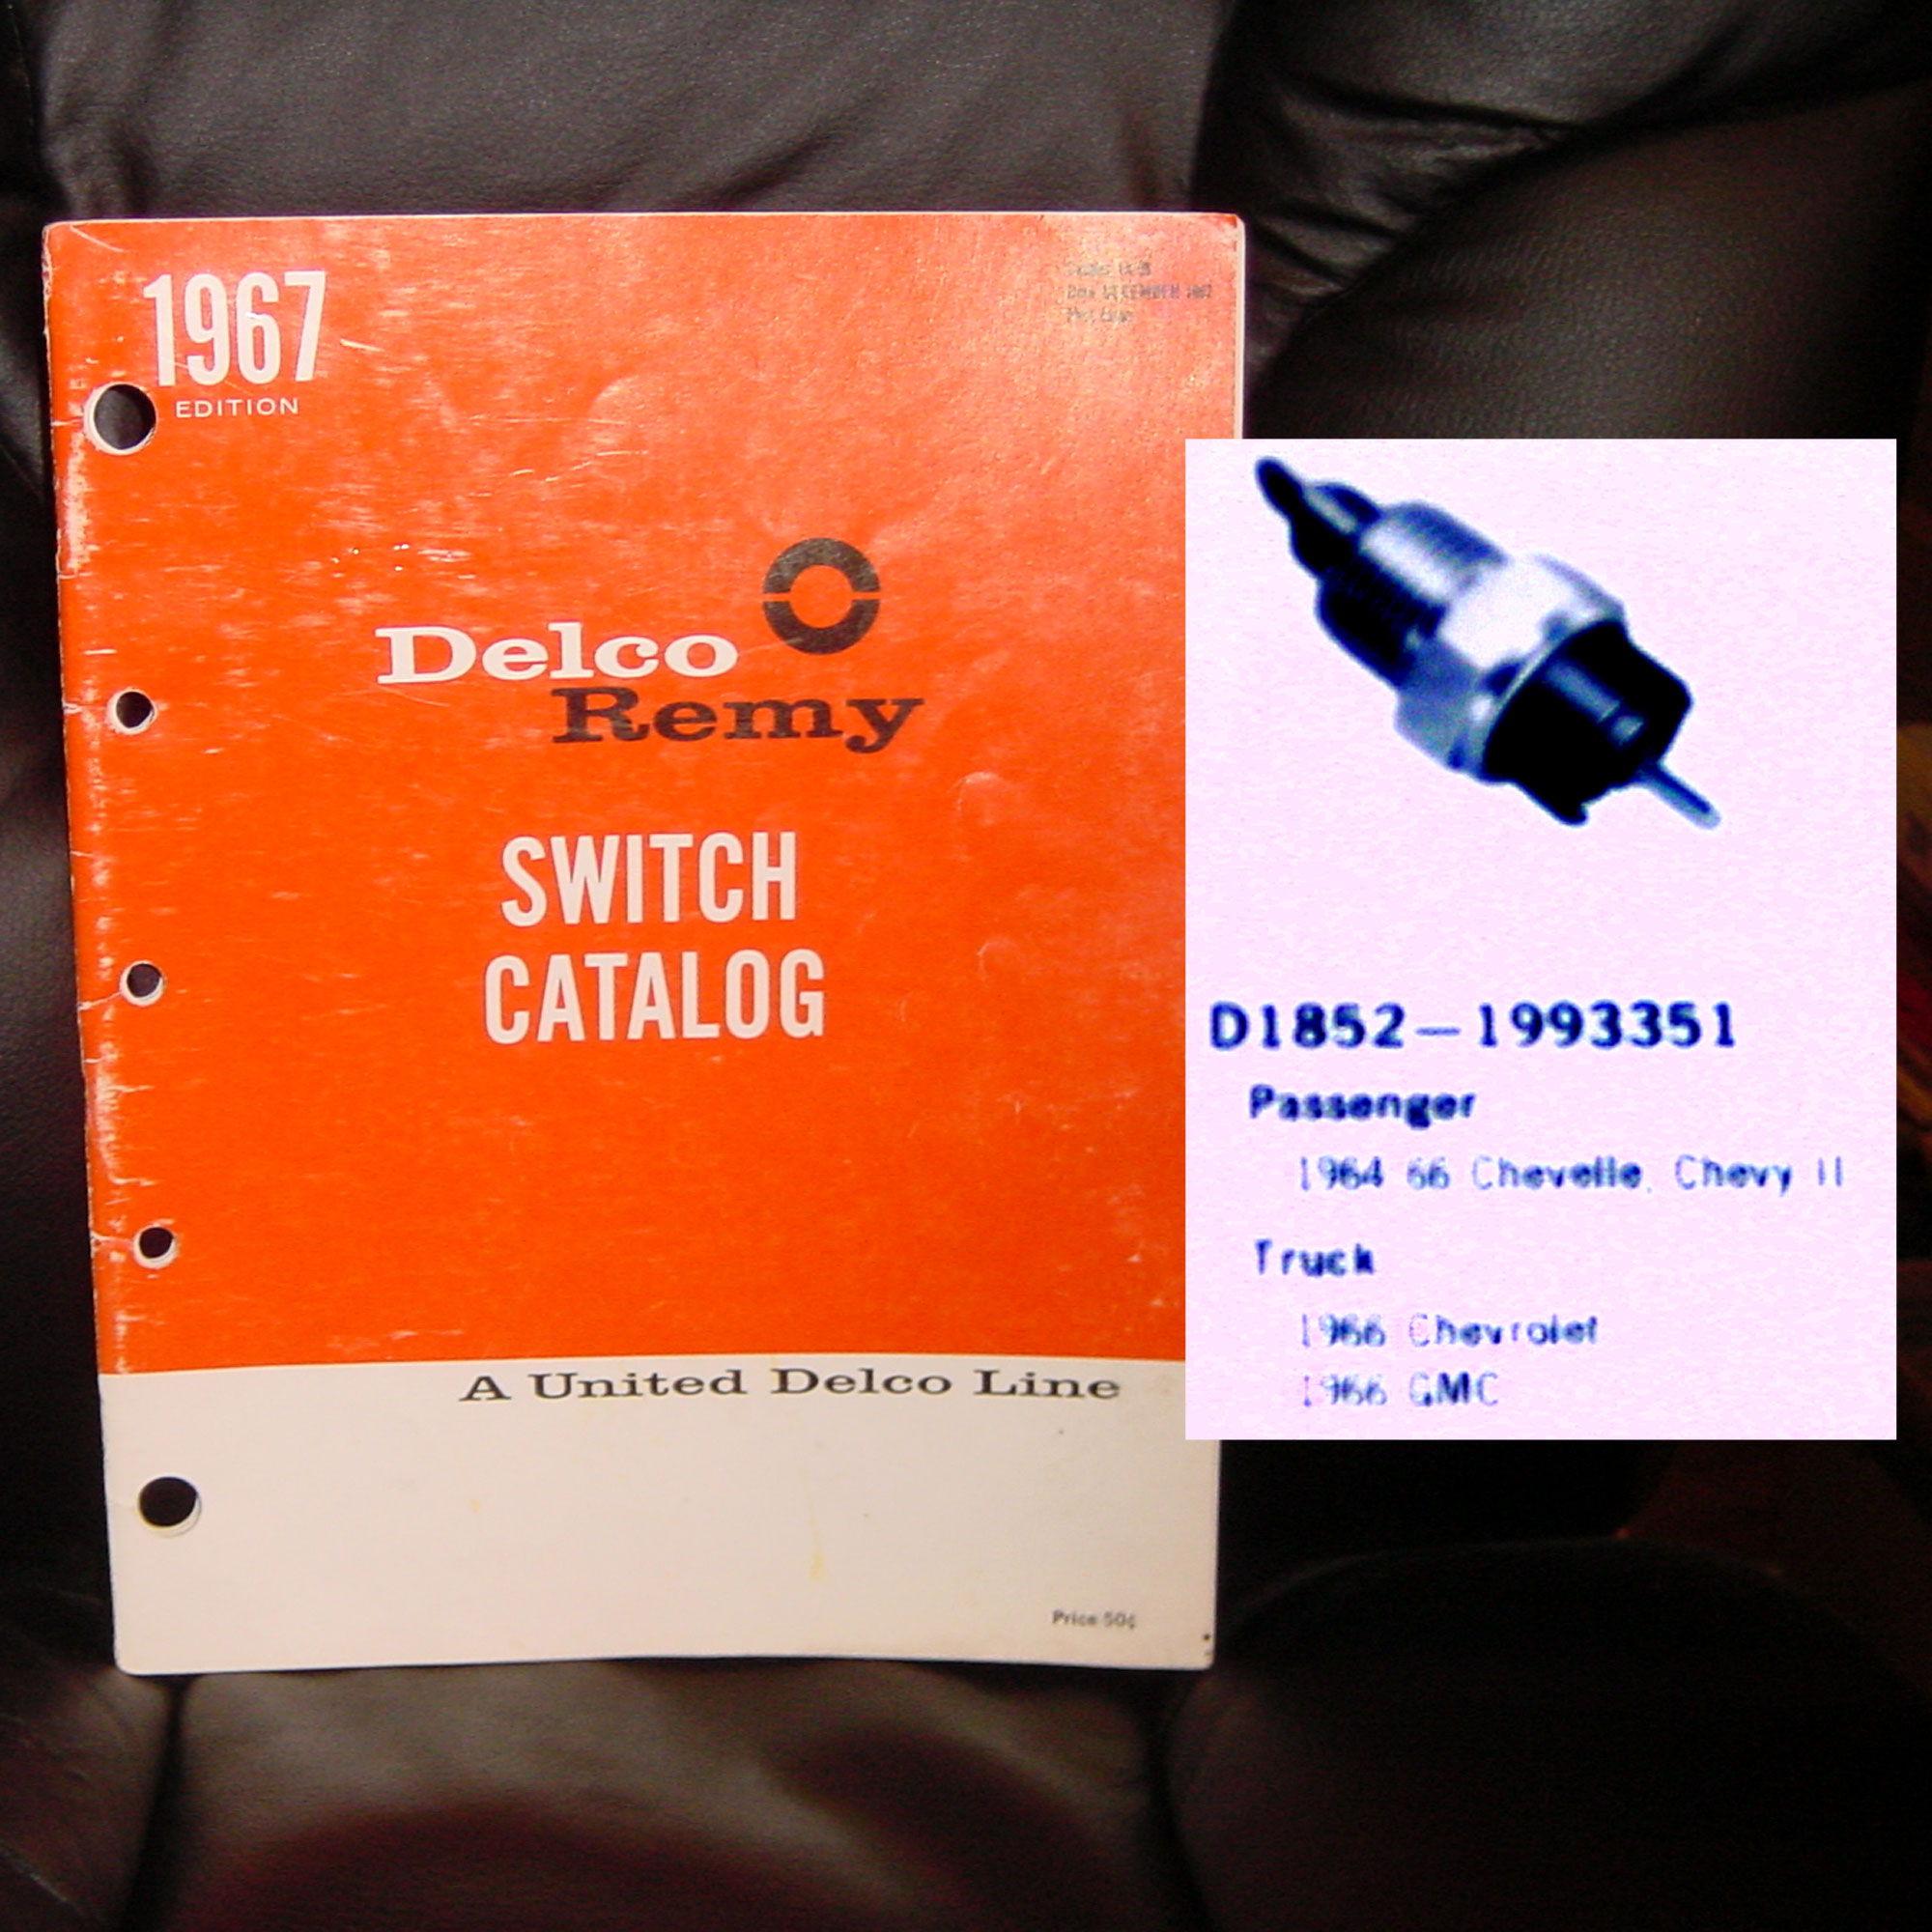 1967
EDITION
Delco
Remy
SWITCH
CATALOG
A United Delco Line
Price 50¢
D1852—1993351
Passenger
1964 66 Chevelle, Chevy II
Truck
1966 Chevrolet
1966 GMC